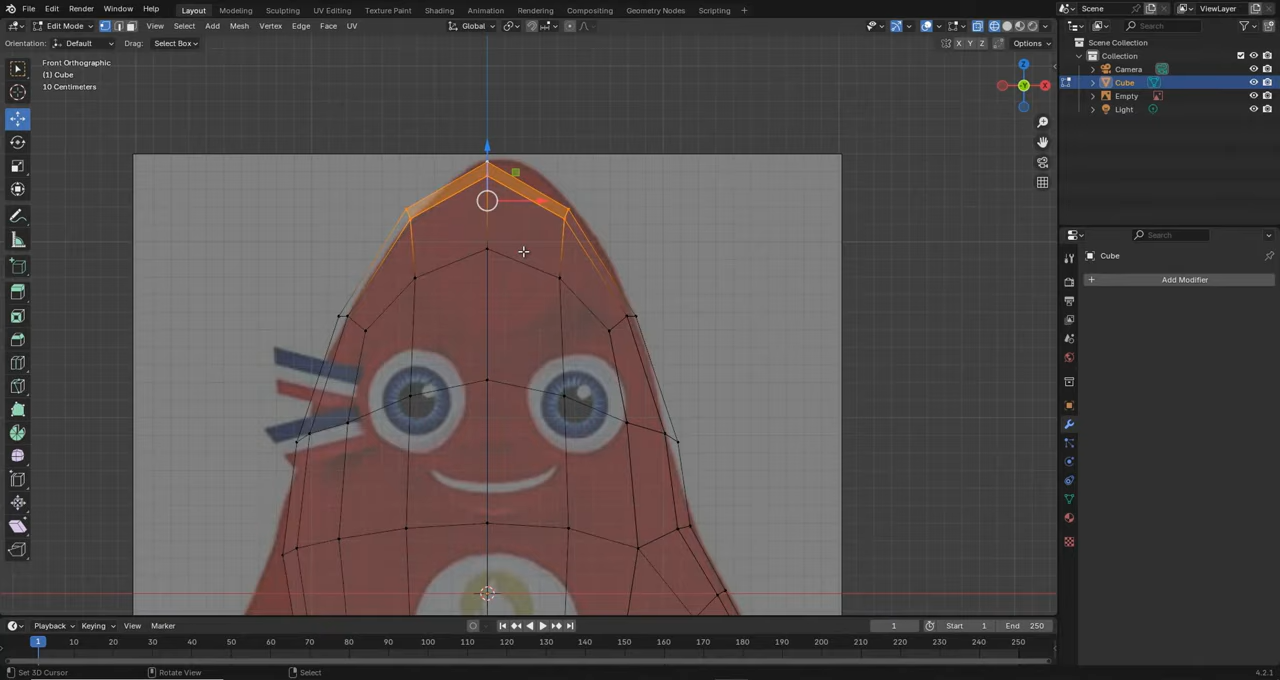 File Edit Render Window Help Layout Modeling Sculpting UV Editing Texture Paint Shading Animation Rendering Compositing Geometry Nodes Scripting + Scene ViewLayer
Edit Mode View Select Add Mesh Vertex Edge Face UV Global Search
Orientation: Default Drag: Select Box X Y Z Options Scene Collection
Collection
Front Orthographic
(1) Cube
10 Centimeters
Camera
Cube
Empty
Light
Z
X
-Y
Search
Cube
+ Add Modifier
Playback Keying View Marker 1 Start 1 End 250
1 10 20 30 40 50 60 70 80 90 100 110 120 130 140 150 160 170 180 190 200 210 220 230 240 250
Set 3D Cursor Rotate View Select 4.2.1